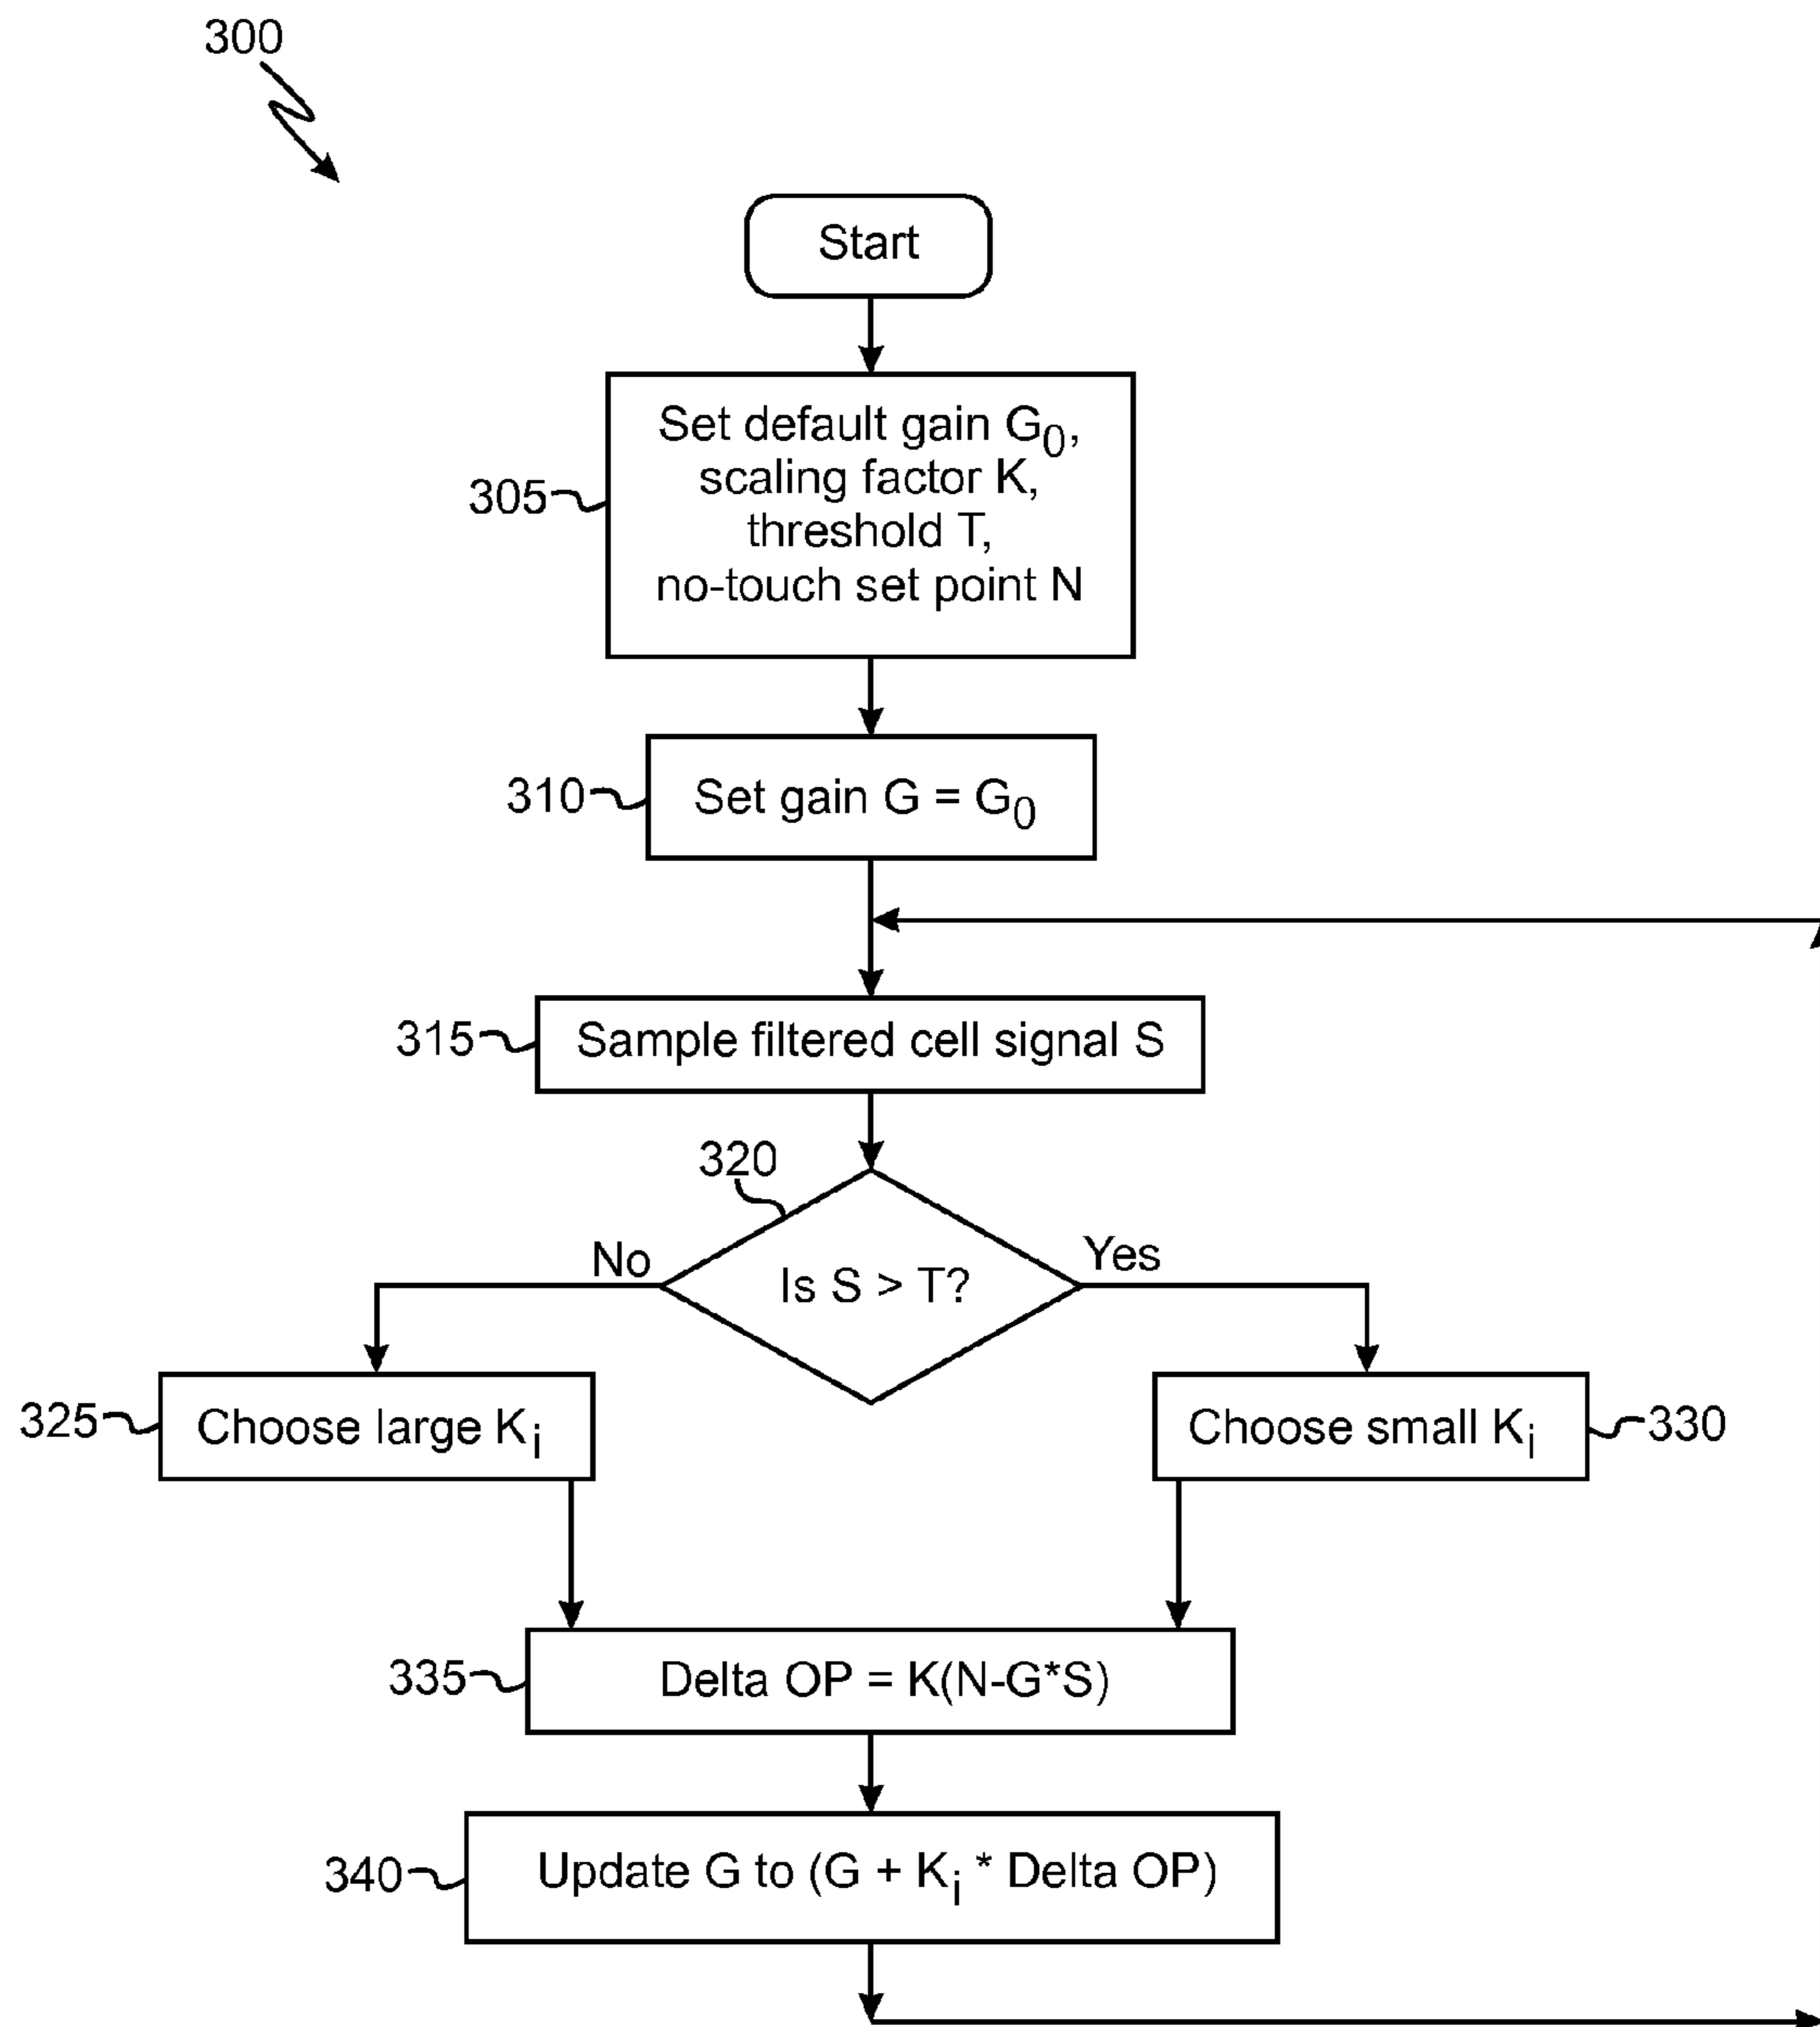 300
Start
305
Set default gain G₀,
scaling factor K,
threshold T,
no-touch set point N
310
Set gain G = G₀
315
Sample filtered cell signal S
320
No
Is S > T?
Yes
325
Choose large Kᵢ
Choose small Kᵢ
330
335
Delta OP = K(N-G*S)
340
Update G to (G + Kᵢ * Delta OP)